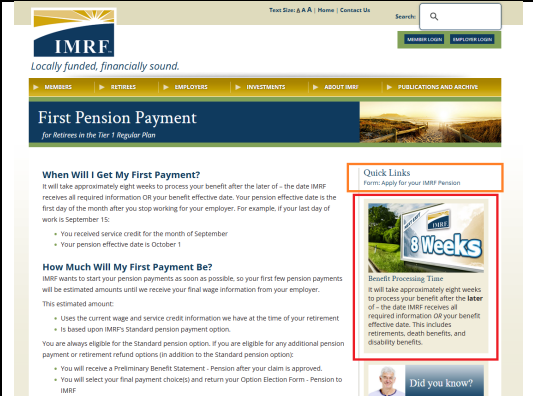 Text Size: A A A | Home | Contact Us
Search:
MEMBER LOGIN EMPLOYER LOGIN
IMRF
Locally funded, financially sound.
MEMBERS RETIREES EMPLOYERS INVESTMENTS ABOUT IMRF PUBLICATIONS AND ARCHIVE
First Pension Payment
for Retirees in the Tier 1 Regular Plan
When Will I Get My First Payment?
It will take approximately eight weeks to process your benefit after the later of – the date IMRF
receives all required information OR your benefit effective date. Your pension effective date is the
first day of the month after you stop working for your employer. For example, if your last day of
work is September 15:
• You received service credit for the month of September
• Your pension effective date is October 1
How Much Will My First Payment Be?
IMRF wants to start your pension payments as soon as possible, so your first few pension payments
will be estimated amounts until we receive your final wage information from your employer.
This estimated amount:
• Uses the current wage and service credit information we have at the time of your retirement
• Is based upon IMRF's Standard pension payment option.
You are always eligible for the Standard pension option. If you are eligible for any additional pension
payment or retirement refund options (in addition to the Standard pension option):
• You will receive a Preliminary Benefit Statement - Pension after your claim is approved.
• You will select your final payment choice(s) and return your Option Election Form - Pension to
IMRF
Quick Links
Form: Apply for your IMRF Pension
IMRF
8 Weeks
Benefit Processing Time
It will take approximately eight weeks
to process your benefit after the later
of – the date IMRF receives all
required information OR your benefit
effective date. This includes
retirements, death benefits, and
disability benefits.
Did you know?